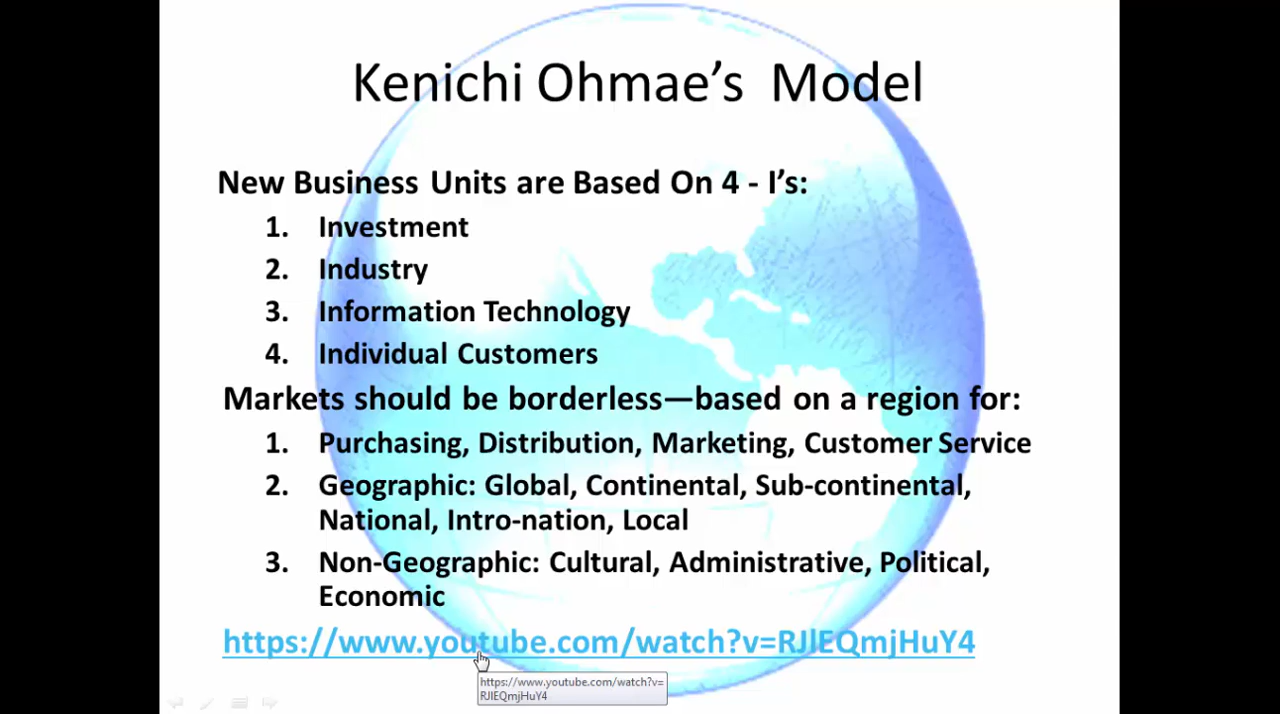 Kenichi Ohmae’s Model
New Business Units are Based On 4 - I’s:
1. Investment
2. Industry
3. Information Technology
4. Individual Customers
Markets should be borderless—based on a region for:
1. Purchasing, Distribution, Marketing, Customer Service
2. Geographic: Global, Continental, Sub-continental,
National, Intro-nation, Local
3. Non-Geographic: Cultural, Administrative, Political,
Economic
https://www.youtube.com/watch?v=RJlEQmjHuY4
https://www.youtube.com/watch?v=
RJlEQmjHuY4